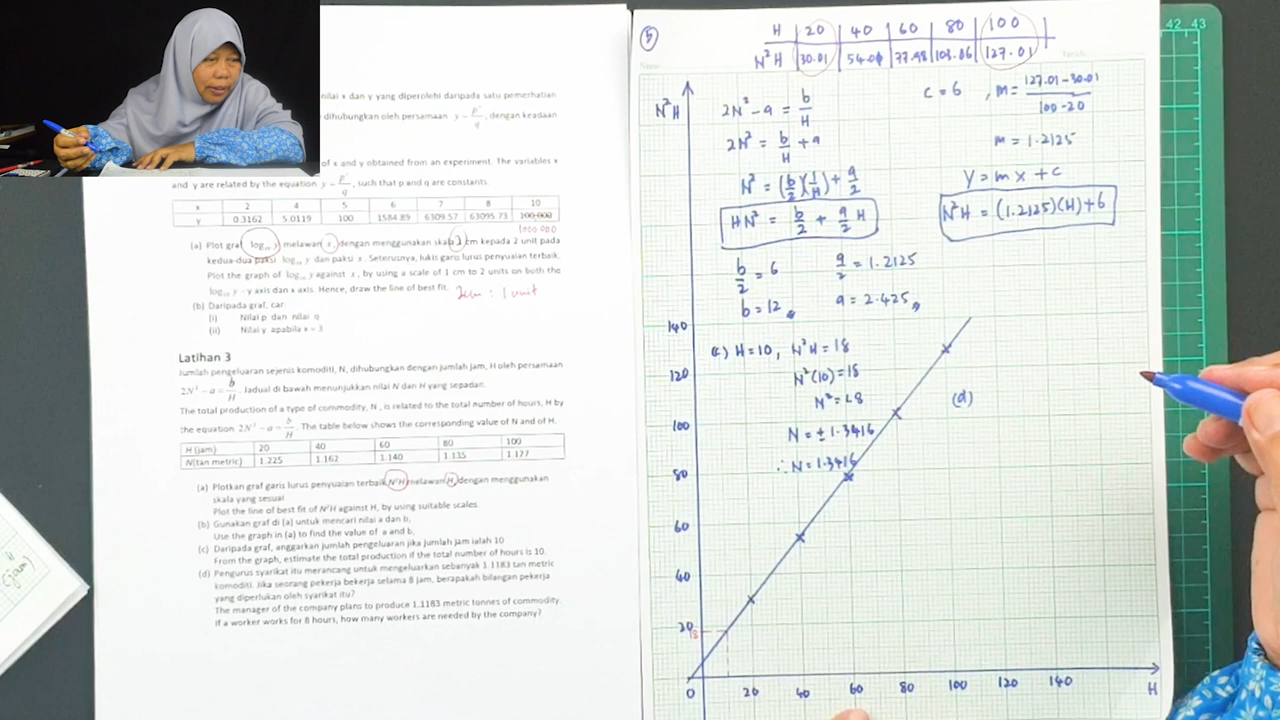 nilai x dan y yang diperolehi daripada satu pemerhatian
dihubungkan oleh persamaan y = p^x/q, dengan keadaan
of x and y obtained from an experiment. The variables x
and y are related by the equation y = p^x/q, such that p and q are constants.
x 2 4 5 7 8 10
y 0.3162 5.0119 100 1584.89 6309.57 63095.73 100 000
1000 000
(a) Plot graf log10 y melawan x, dengan menggunakan skala 1 cm kepada 2 unit pada
kedua-dua paksi log10 y dan paksi x. Seterusnya, lukis garis lurus penyuaian terbaik.
Plot the graph of log10 y against x, by using a scale of 1 cm to 2 units on both the
log10 y - y axis dan x axis. Hence, draw the line of best fit. 2cm : 1 unit
(b) Daripada graf, cari
(i) Nilai p dan nilai q
(ii) Nilai y apabila x = 3
Latihan 3
Jumlah pengeluaran sejenis komoditi, N, dihubungkan dengan jumlah jam, H oleh persamaan
2N² - a = b/H. Jadual di bawah menunjukkan nilai N dan H yang sepadan.
The total production of a type of commodity, N, is related to the total number of hours, H by
the equation 2N² - a = b/H. The table below shows the corresponding value of N and of H.
H (jam) 20 40 60 80 100
N(tan metric) 1.225 1.162 1.140 1.135 1.127
(a) Plotkan graf garis lurus penyuaian terbaik N²H melawan H, dengan menggunakan
skala yang sesuai
Plot the line of best fit of N²H against H, by using suitable scales
(b) Gunakan graf di (a) untuk mencari nilai a dan b,
Use the graph in (a) to find the value of a and b,
(c) Daripada graf, anggarkan jumlah pengeluaran jika jumlah jam ialah 10
From the graph, estimate the total production if the total number of hours is 10.
(d) Pengurus syarikat itu merancang untuk mengeluarkan sebanyak 1.1183 tan metric
komoditi. Jika seorang pekerja bekerja selama 8 jam, berapakah bilangan pekerja
yang diperlukan oleh syarikat itu?
The manager of the company plans to produce 1.1183 metric tonnes of commodity.
If a worker works for 8 hours, how many workers are needed by the company?
(jam)
5
H 20 40 60 80 100
N²H 30.01 54.01 77.98 103.06 127.01
N²H
2N² - a = b/H
2N² = b/H + a
N² = (b/2)(1/H) + a/2
HN² = b/2 + a/2 H
b/2 = 6 a/2 = 1.2125
b = 12 a = 2.425
c = 6 , m = 127.01 - 30.01 / 100 - 20
m = 1.2125
Y = mx + c
N²H = (1.2125)(H) + 6
(c) H = 10, N²H = 18
N²(10) = 18
N² = 1.8
N = ± 1.3416
∴ N = 1.3416
(d)
140
120
100
80
60
40
20
18
0 20 40 60 80 100 120 140 H
42 43